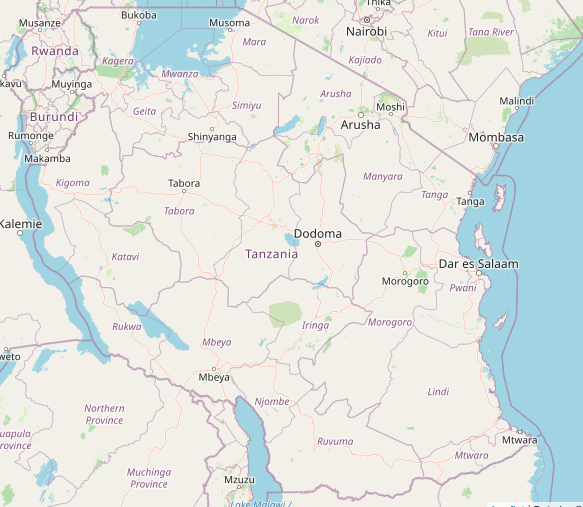 Thika
Bukoba
Musanze
Musoma
Narok
Nairobi
Kitui
Tana River
Mara
Rwanda
Kagera
Mwanza
Kajiado
Muyinga
Arusha
Simiyu
Geita
Moshi
Malindi
Burundi
Arusha
Rumonge
Shinyanga
Mombasa
Makamba
Kigoma
Tabora
Manyara
Tanga
Tanga
Tabora
Kalemie
Dodoma
Katavi
Tanzania
Dar es Salaam
Morogoro
Pwani
Rukwa
Iringa
Morogoro
Mbeya
Mbeya
Lindi
Njombe
Northern
Province
Ruvuma
Mtwara
Mtwara
Muchinga
Province
Mzuzu
Lake Malawi /